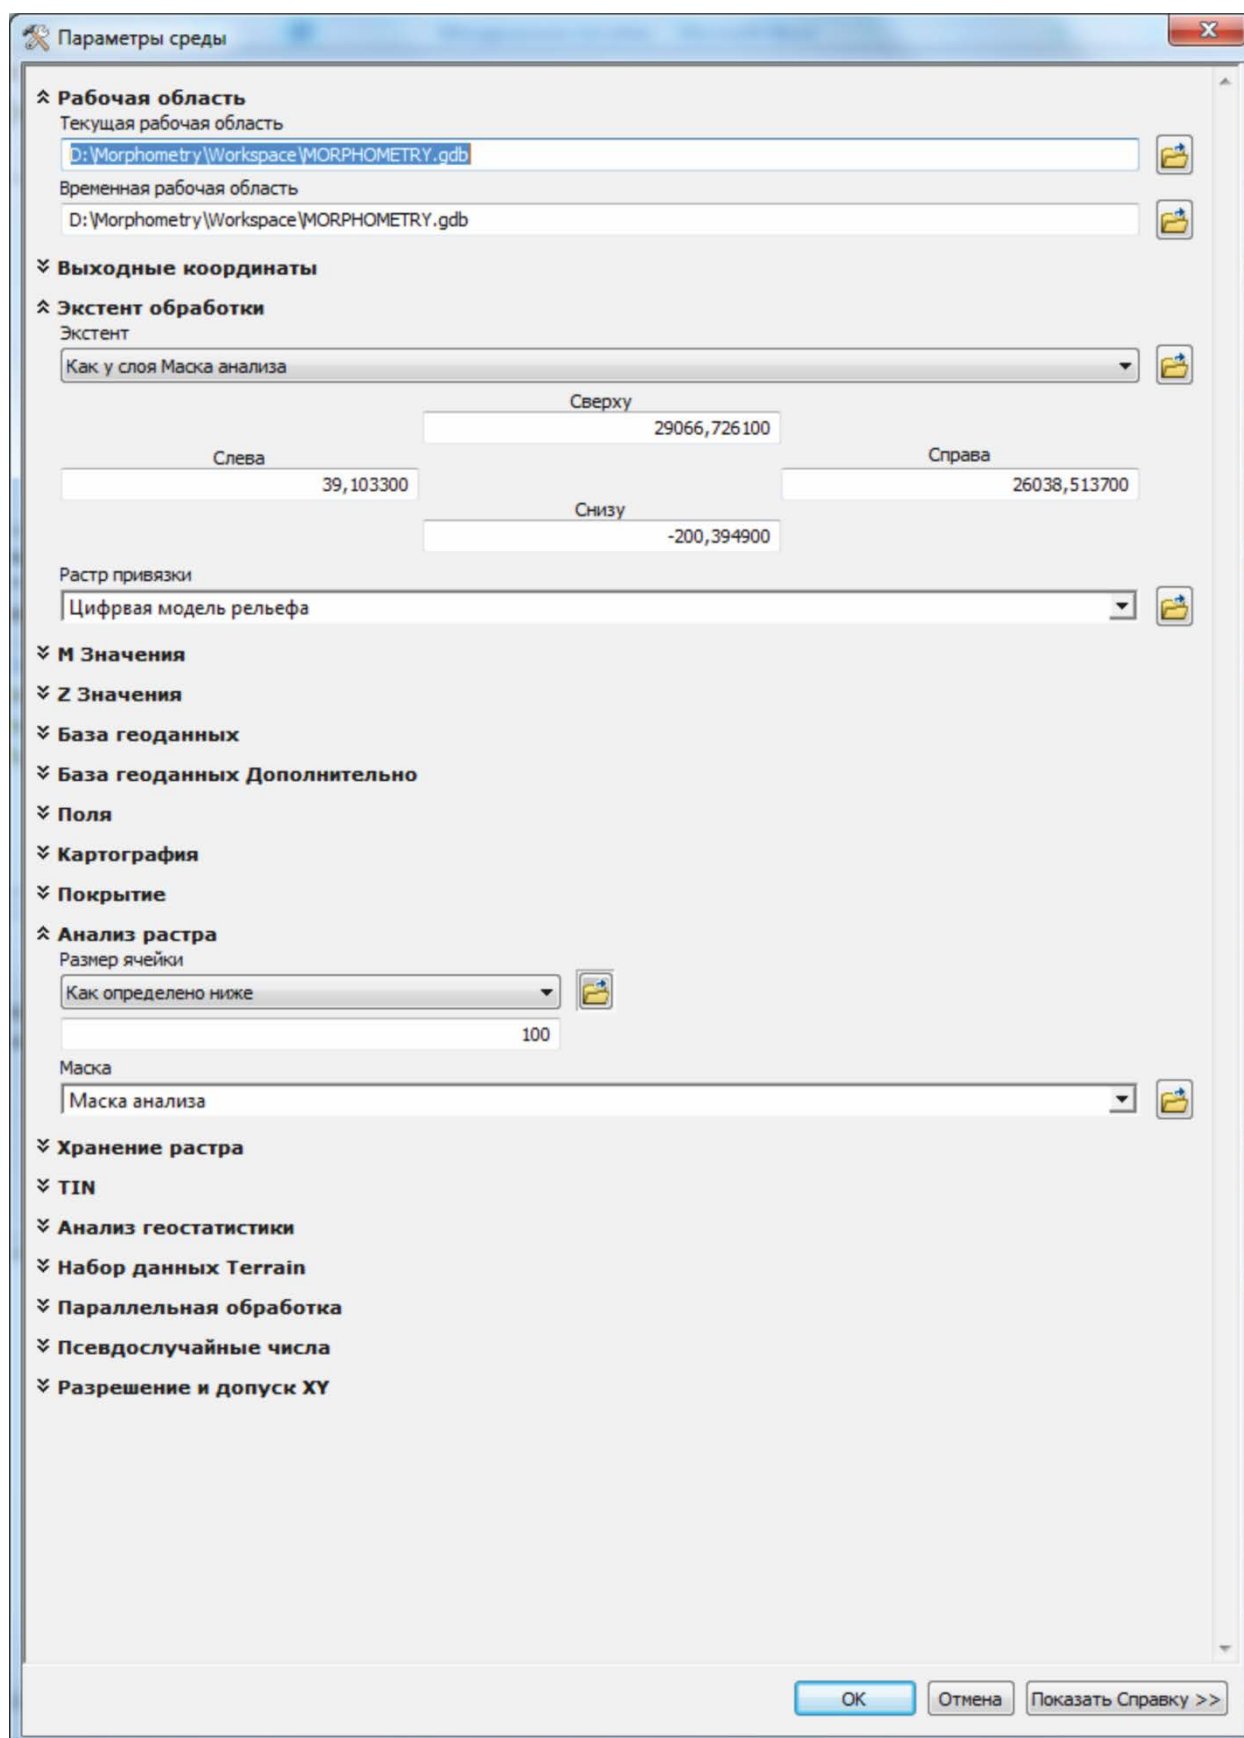 Параметры среды
Рабочая область
Текущая рабочая область
D:\Morphometry\Workspace\MORPHOMETRY.gdb
Временная рабочая область
D:\Morphometry\Workspace\MORPHOMETRY.gdb
Выходные координаты
Экстент обработки
Экстент
Как у слоя Маска анализа
Сверху
29066,726100
Слева
Справа
39,103300
26038,513700
Снизу
-200,394900
Растр привязки
Цифрвая модель рельефа
M Значения
Z Значения
База геоданных
База геоданных Дополнительно
Поля
Картография
Покрытие
Анализ растра
Размер ячейки
Как определено ниже
100
Маска
Маска анализа
Хранение растра
TIN
Анализ геостатистики
Набор данных Terrain
Параллельная обработка
Псевдослучайные числа
Разрешение и допуск XY
OK
Отмена
Показать Справку >>